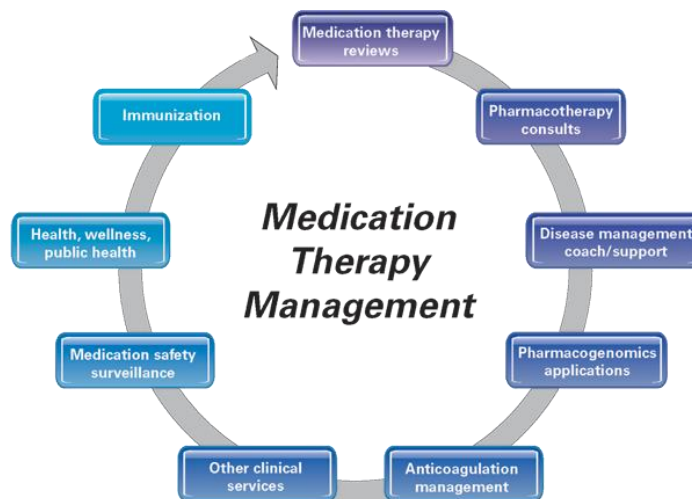 Medication therapy
reviews
Pharmacotherapy
consults
Disease management
coach/support
Pharmacogenomics
applications
Anticoagulation
management
Other clinical
services
Medication safety
surveillance
Health, wellness,
public health
Immunization
Medication
Therapy
Management